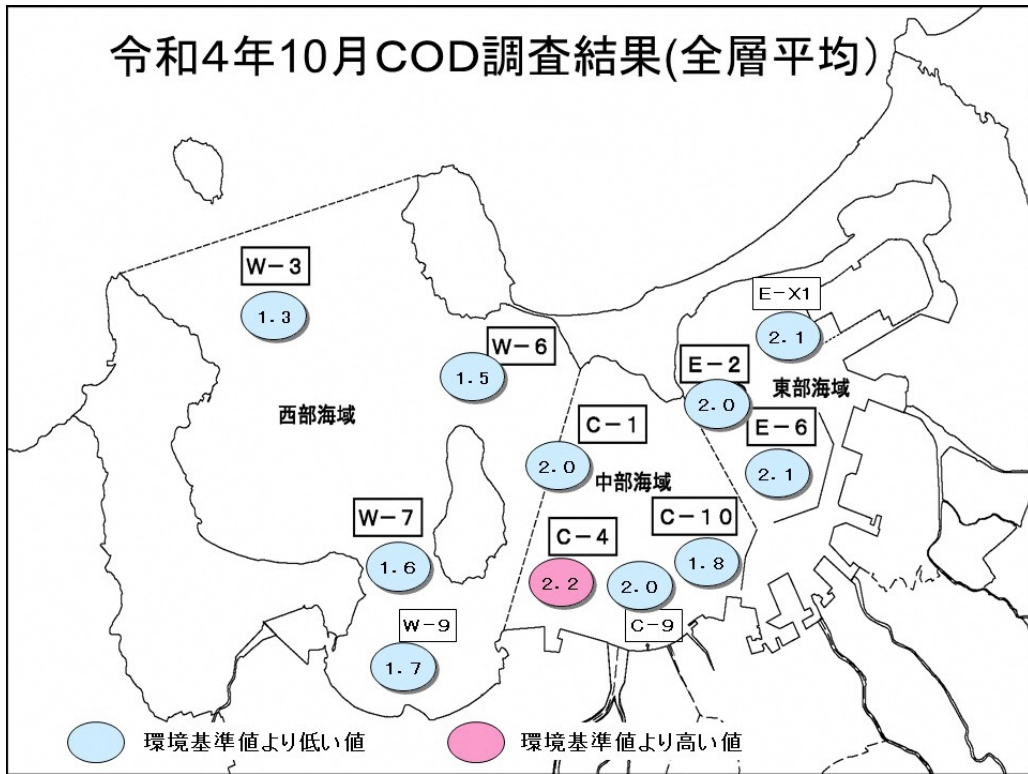 令和4年10月COD調査結果(全層平均)
W-3
1.3
E-X1
2.1
W-6
1.5
E-2
2.0
東部海域
西部海域
C-1
2.0
E-6
2.1
中部海域
W-7
1.6
C-4
2.2
C-10
1.8
2.0
C-9
W-9
1.7
環境基準値より低い値
環境基準値より高い値